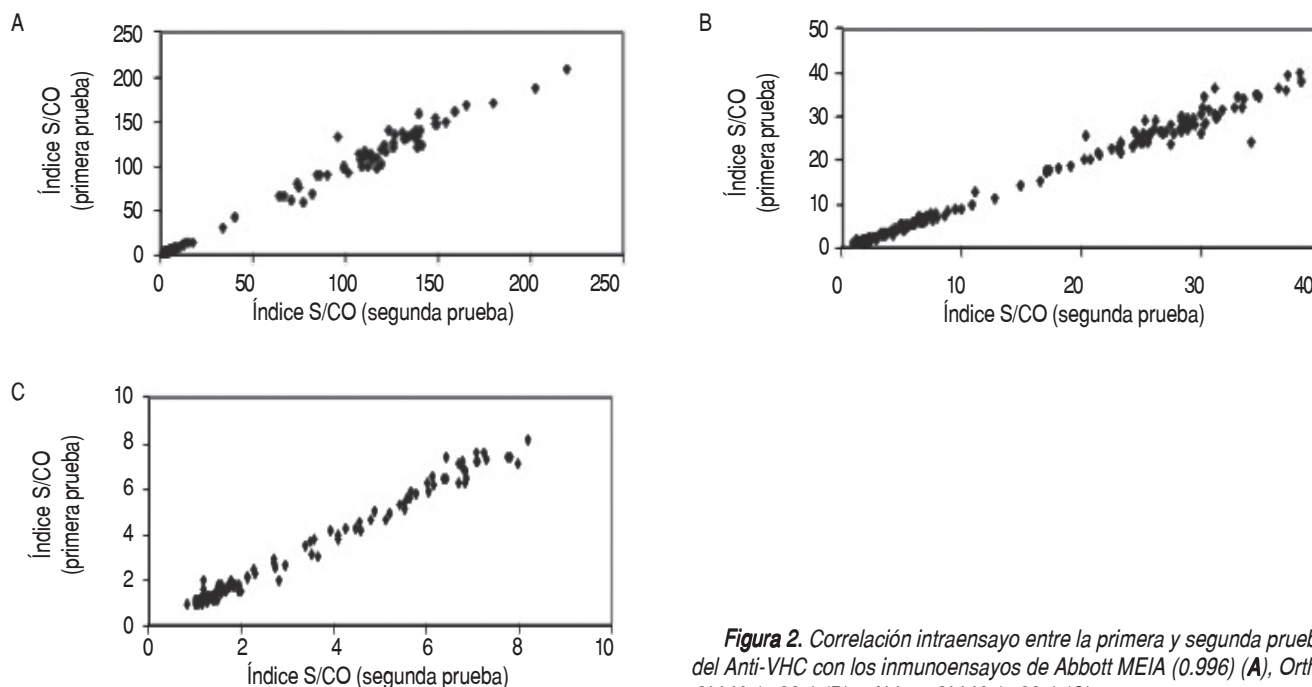 A
250
200
150
100
50
0
Índice S/CO
(primera prueba)
50
100
150
200
250
Índice S/CO (segunda prueba)
B
50
40
30
20
10
0
Índice S/CO
(primera prueba)
0
10
20
30
40
Índice S/CO (segunda prueba)
C
10
8
6
4
2
0
Índice S/CO
(primera prueba)
0
2
4
6
8
10
Índice S/CO (segunda prueba)
Figura 2. Correlación intraensayo entre la primera y segunda prueba
del Anti-VHC con los inmunoensayos de Abbott MEIA (0.996) (A), Orth